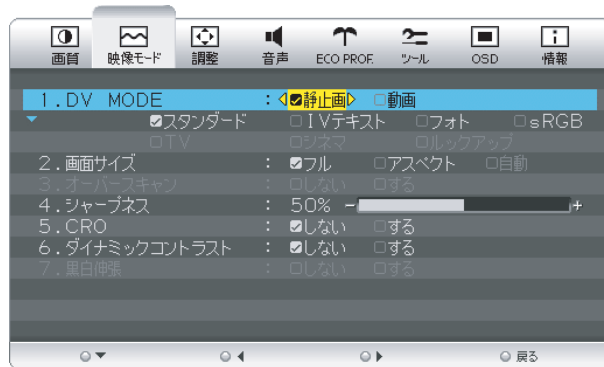 画質 映像モード 調整 音声 ECO PROF. ツール OSD 情報
1.DV MODE : 静止画 動画
スタンダード IVテキスト フォト sRGB
TV シネマ ルックアップ
2.画面サイズ : フル アスペクト 自動
3.オーバースキャン : しない する
4.シャープネス : 50% - +
5.CRO : しない する
6.ダイナミックコントラスト : しない する
7.黒白伸張 : しない する
戻る